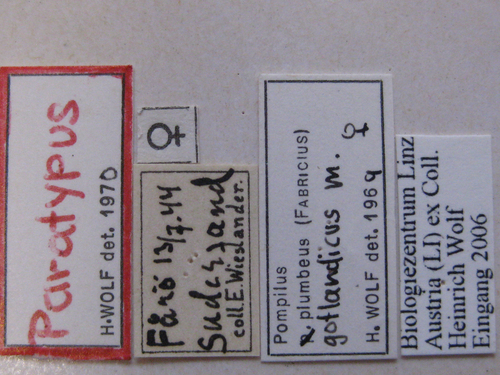 Paratypus
H.WOLF det. 1970
♀
Fårö 13/7.44
Sudersand
coll.E.Wieslander.
Pompilus
plumbeus (FABRICIUS)
gotlandicus m. ♀
H. WOLF det. 1969
Biologiezentrum Linz
Austria (LI) ex Coll.
Heinrich Wolf
Eingang 2006